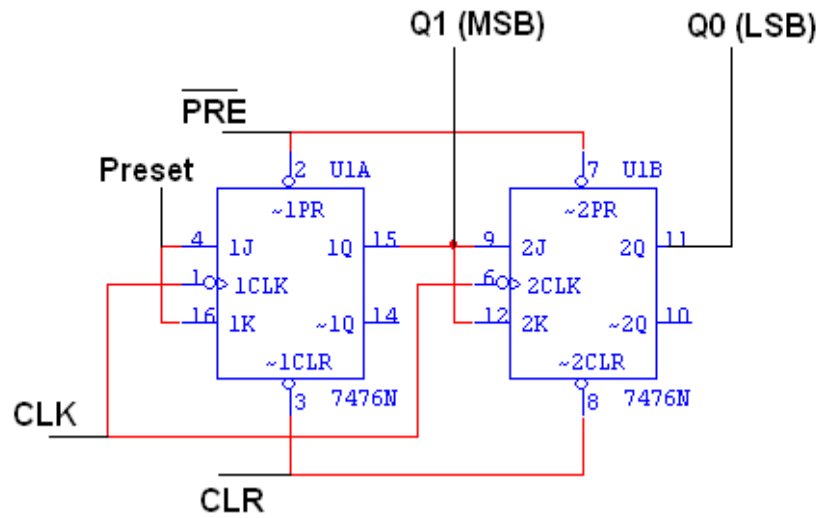 Q1 (MSB)
Q0 (LSB)
PRE
Preset
2 U1A
7 U1B
~1PR
~2PR
4 1J 1Q 15
9 2J 2Q 11
1 1CLK
6 2CLK
16 1K ~1Q 14
12 2K ~2Q 10
~1CLR
~2CLR
3 7476N
8 7476N
CLK
CLR